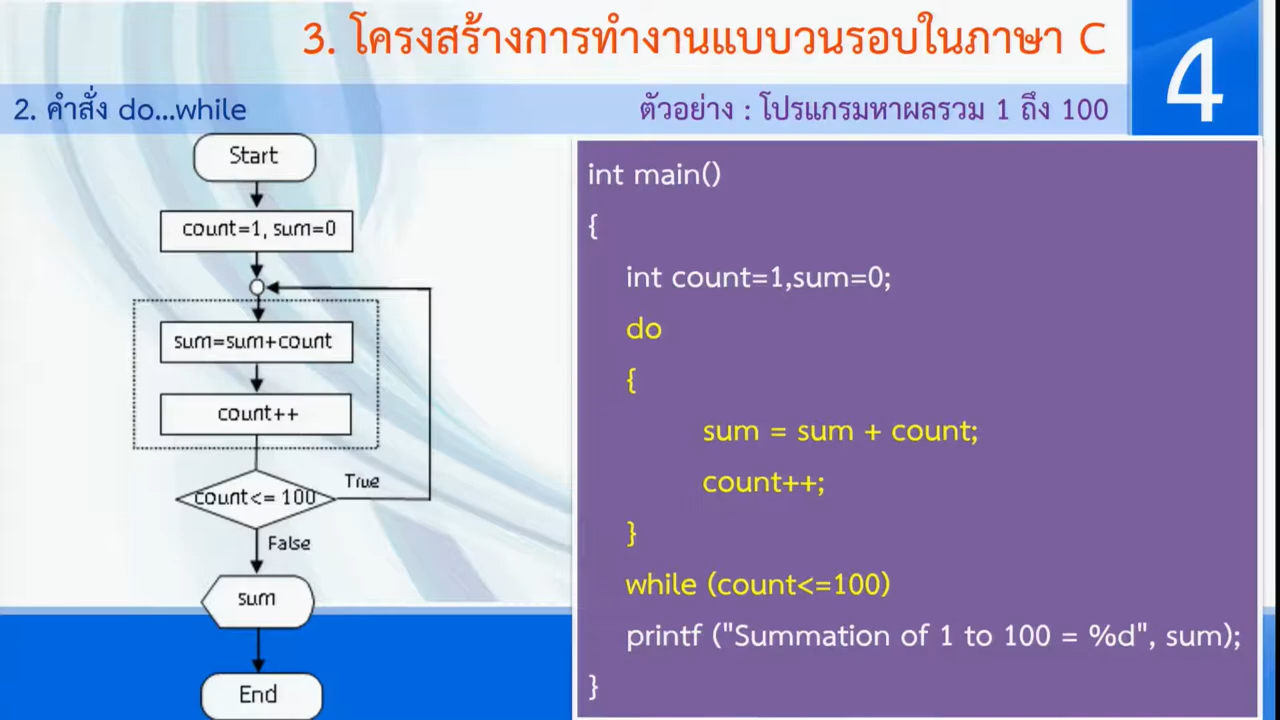 3. โครงสร้างการทำงานแบบวนรอบในภาษา C
4
2. คำสั่ง do...while
ตัวอย่าง : โปรแกรมหาผลรวม 1 ถึง 100
Start
count=1, sum=0
sum=sum+count
count++
count<= 100
True
False
sum
End
int main()
{
int count=1,sum=0;
do
{
sum = sum + count;
count++;
}
while (count<=100)
printf ("Summation of 1 to 100 = %d", sum);
}